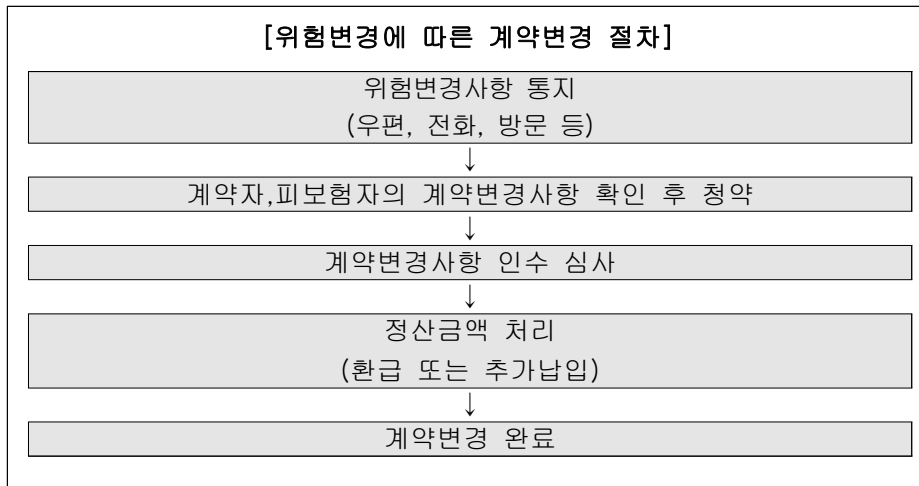 [위험변경에 따른 계약변경 절차]
위험변경사항 통지
(우편, 전화, 방문 등)
↓
계약자,피보험자의 계약변경사항 확인 후 청약
↓
계약변경사항 인수 심사
↓
정산금액 처리
(환급 또는 추가납입)
↓
계약변경 완료